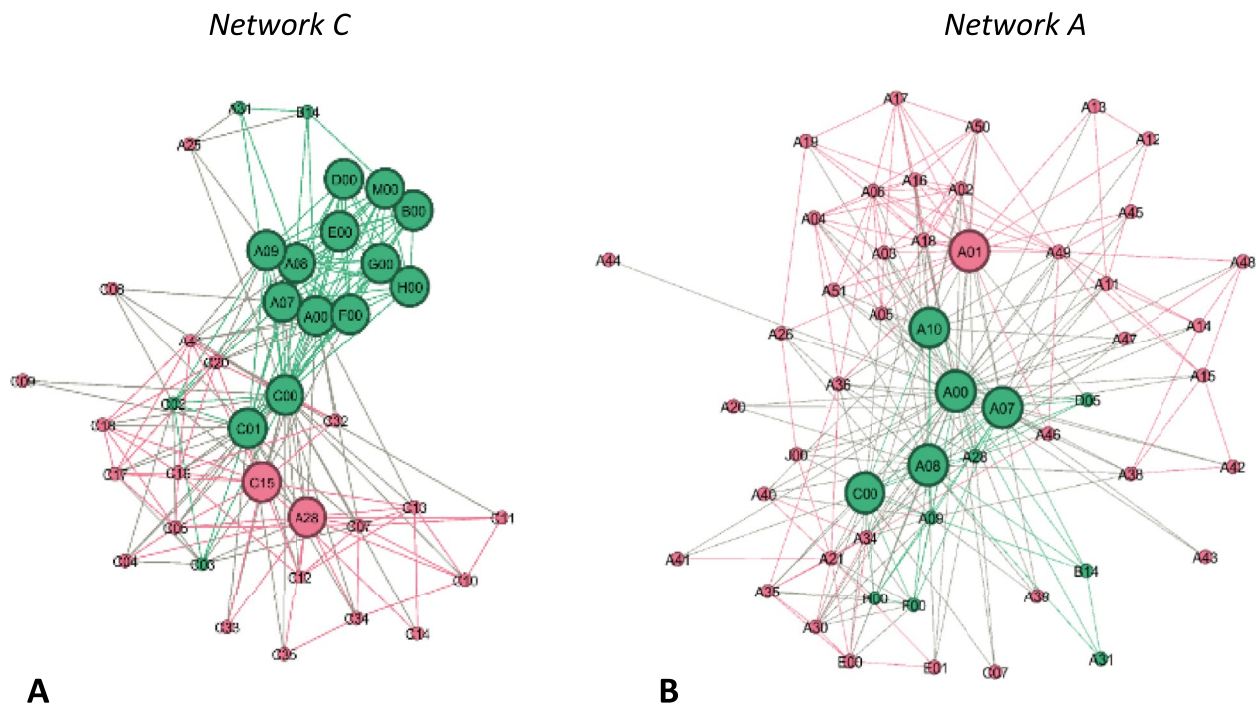 Network C
Network A
A31
B14
A25
D00
M00
B00
E00
A09
A08
G00
H00
A07
A00
F00
C08
C20
C09
C02
C00
C32
C18
C01
C17
C16
C15
A28
C13
C11
C05
C07
C04
C03
C12
C10
C33
C34
C14
C35
A
A17
A13
A50
A12
A19
A16
A06
A02
A04
A45
A18
A03
A01
A49
A44
A48
A11
A51
A05
A10
A14
A26
A47
A15
A36
A00
A07
D05
A20
A46
J00
A28
A08
A42
A38
A40
C00
A09
A34
A41
A21
A43
B14
A35
H00
F00
A39
A30
E00
E01
C07
A31
B